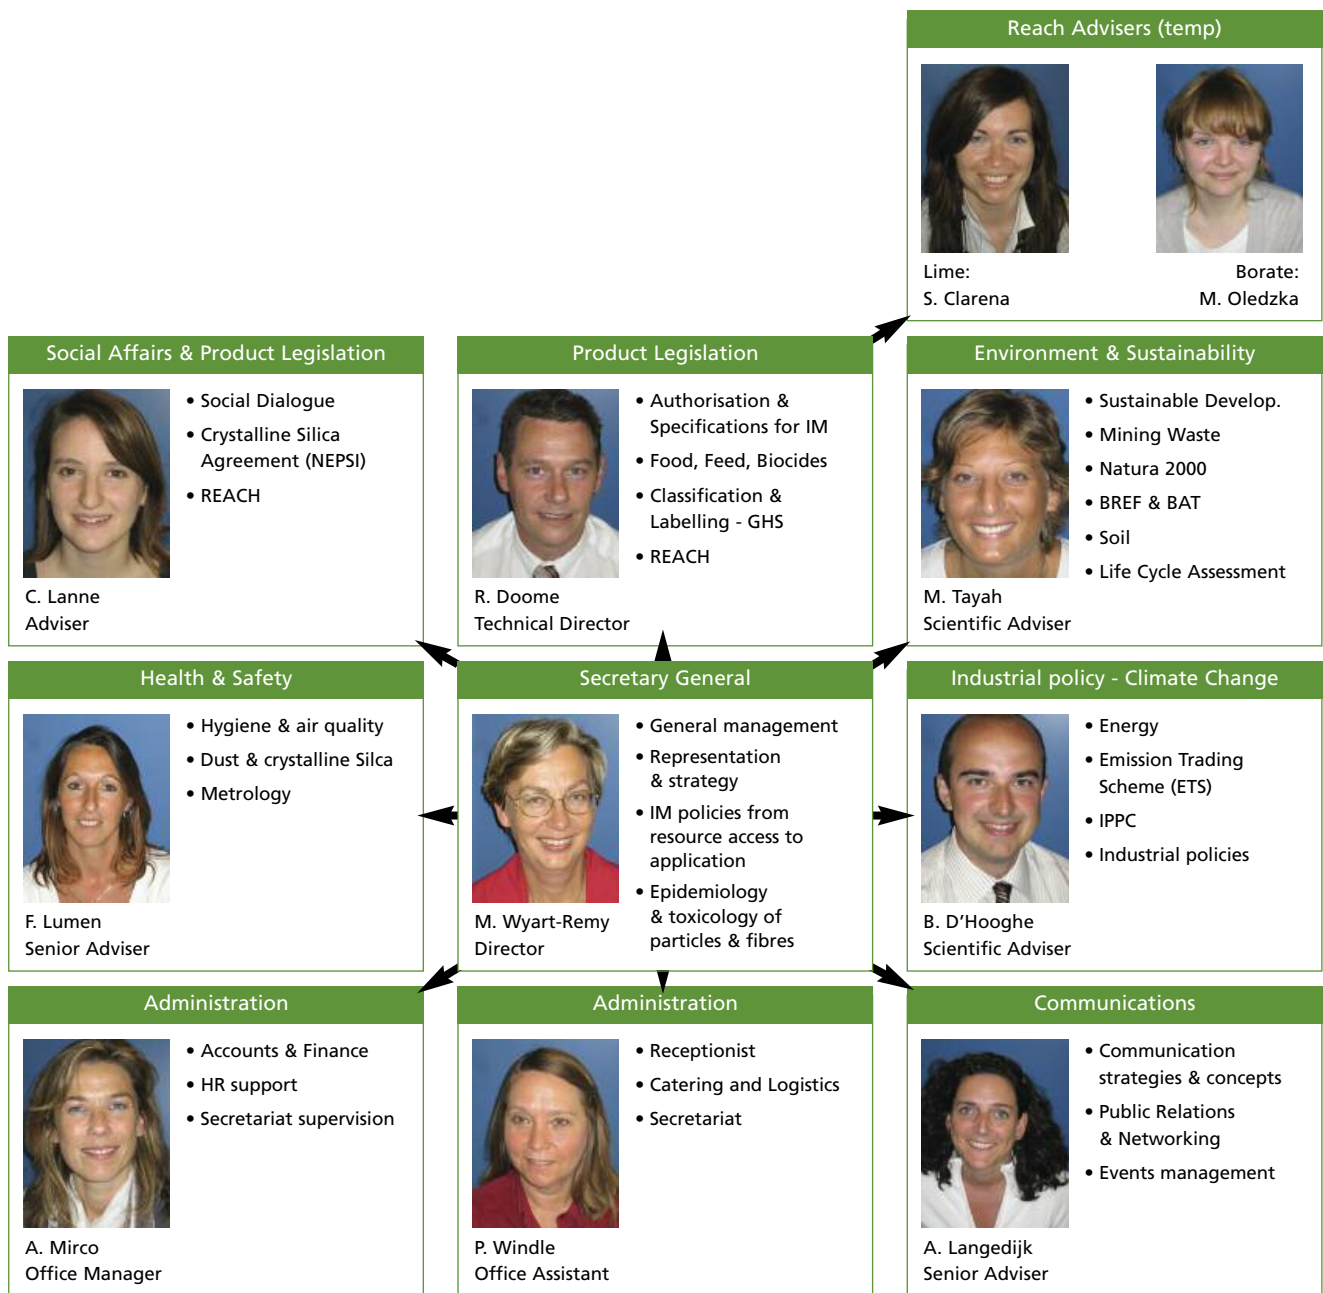 Reach Advisers (temp)
Lime:
S. Clarena
Borate:
M. Oledzka
Social Affairs & Product Legislation
• Social Dialogue
• Crystalline Silica
Agreement (NEPSI)
• REACH
C. Lanne
Adviser
Product Legislation
• Authorisation &
Specifications for IM
• Food, Feed, Biocides
• Classification &
Labelling - GHS
• REACH
R. Doome
Technical Director
Environment & Sustainability
• Sustainable Develop.
• Mining Waste
• Natura 2000
• BREF & BAT
• Soil
• Life Cycle Assessment
M. Tayah
Scientific Adviser
Health & Safety
• Hygiene & air quality
• Dust & crystalline Silca
• Metrology
F. Lumen
Senior Adviser
Secretary General
• General management
• Representation
& strategy
• IM policies from
resource access to
application
• Epidemiology
& toxicology of
particles & fibres
M. Wyart-Remy
Director
Industrial policy - Climate Change
• Energy
• Emission Trading
Scheme (ETS)
• IPPC
• Industrial policies
B. D’Hooghe
Scientific Adviser
Administration
• Accounts & Finance
• HR support
• Secretariat supervision
A. Mirco
Office Manager
Administration
• Receptionist
• Catering and Logistics
• Secretariat
P. Windle
Office Assistant
Communications
• Communication
strategies & concepts
• Public Relations
& Networking
• Events management
A. Langedijk
Senior Adviser